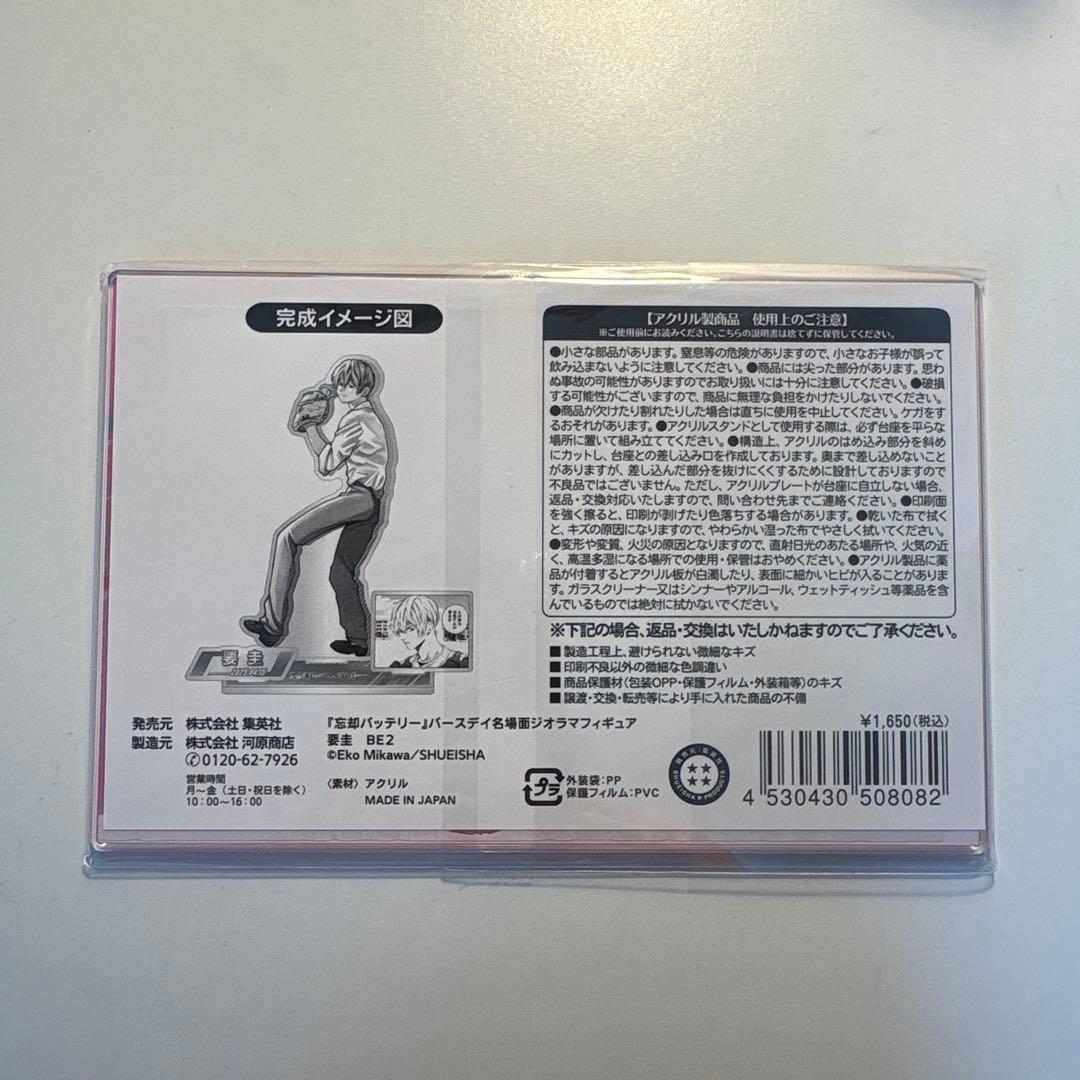 完成イメージ図
要 圭
【アクリル製商品　使用上のご注意】
※ご使用前にお読みください。こちらの説明書は捨てずに保管してください。
●小さな部品があります。窒息等の危険がありますので、小さなお子様が誤って
飲み込まないように注意してください。●商品には尖った部分があります。思わ
ぬ事故の可能性がありますのでお取り扱いには十分に注意してください。●破損
する可能性がございますので、商品に無理な負担をかけたりしないでください。
●商品が欠けたり割れたりした場合は直ちに使用を中止してください。ケガをす
るおそれがあります。●アクリルスタンドとして使用する際は、必ず台座を平らな
場所に置いて組み立ててください。●構造上、アクリルのはめ込み部分を斜め
にカットし、台座との差し込み口を作成しております。奥まで差し込めないこと
がありますが、差し込んだ部分を抜けにくくするために設計しておりますので
不良品ではございません。ただし、アクリルプレートが台座に自立しない場合、
返品・交換対応いたしますので、問い合わせ先までご連絡ください。●印刷面
を強く擦ると、印刷が剥げたり色落ちする場合があります。●乾いた布で拭く
と、キズの原因になりますので、やわらかい湿った布でやさしく拭いてください。
●変形や変質、火災の原因となりますので、直射日光のあたる場所や、火気の近
く、高温多湿になる場所での使用・保管はおやめください。●アクリル製品に薬
品が付着するとアクリル板が白濁したり、表面に細かいヒビが入ることがありま
す。ガラスクリーナー又はシンナーやアルコール、ウェットティッシュ等薬品を含
んでいるものでは絶対に拭かないでください。
※下記の場合、返品・交換はいたしかねますのでご了承ください。
■製造工程上、避けられない微細なキズ
■印刷不良以外の微細な色調違い
■商品保護材（包装OPP・保護フィルム・外装箱等）のキズ
■譲渡・交換・転売等により手に入れた商品の不備
発売元　株式会社 集英社
製造元　株式会社 河原商店
✆0120-62-7926
営業時間
月～金（土日・祝日を除く）
10：00～16：00
『忘却バッテリー』バースデイ名場面ジオラマフィギュア
要圭　BE2
©Eko Mikawa/SHUEISHA
〈素材〉アクリル
MADE IN JAPAN
プラ
外装袋：PP
保護フィルム：PVC
発売元／集英社
SHUEISHA PRODUCTS
¥1,650（税込）
4 530430 508082